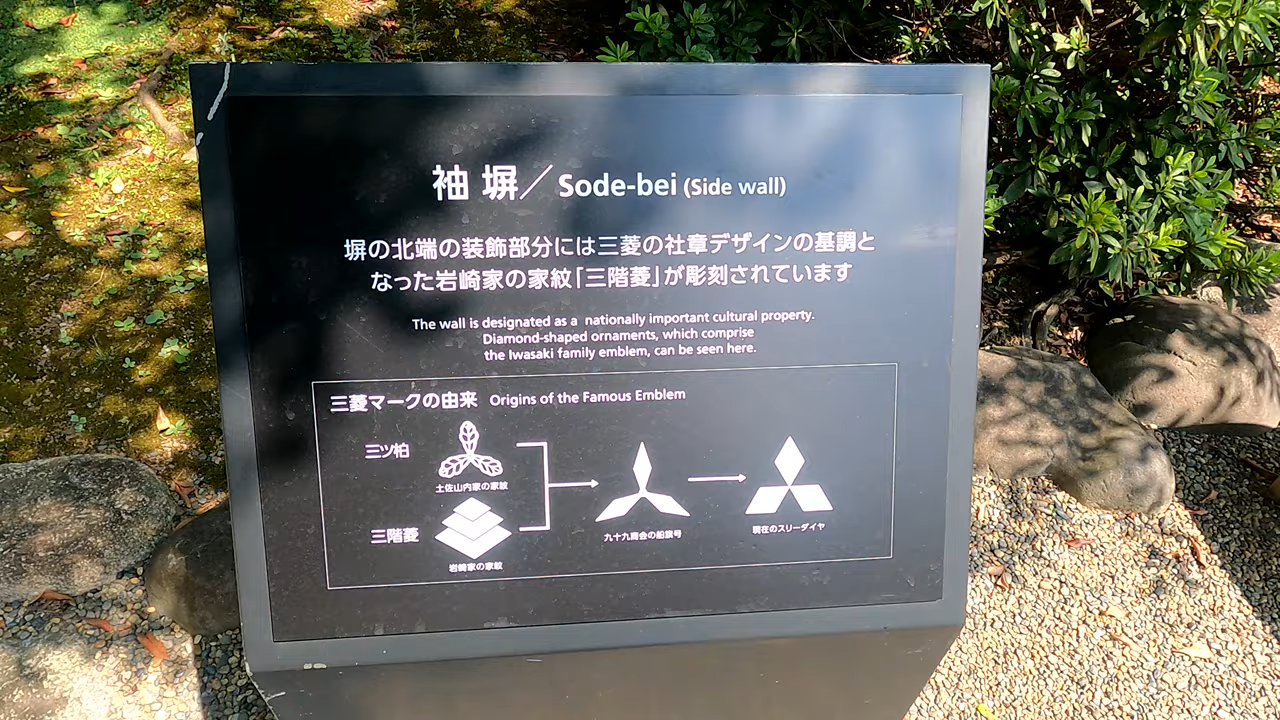 袖塀／Sode-bei (Side wall)
塀の北端の装飾部分には三菱の社章デザインの基調と
なった岩崎家の家紋「三階菱」が彫刻されています
The wall is designated as a nationally important cultural property.
Diamond-shaped ornaments, which comprise
the Iwasaki family emblem, can be seen here.
三菱マークの由来 Origins of the Famous Emblem
三ツ柏
土佐山内家の家紋
三階菱
岩崎家の家紋
九十九商会の船旗号
現在のスリーダイヤ